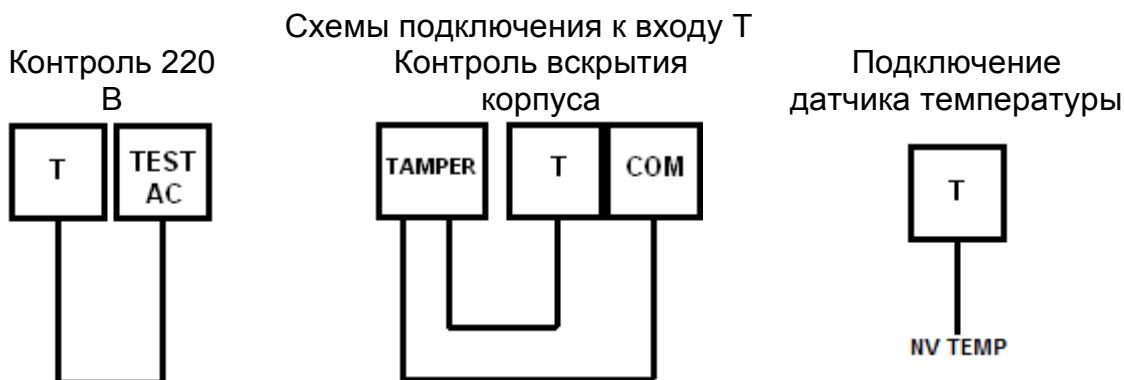 Схемы подключения к входу Т
Контроль 220
В
Контроль вскрытия
корпуса
Подключение
датчика температуры
T
TEST
AC
TAMPER
T
COM
T
NV TEMP